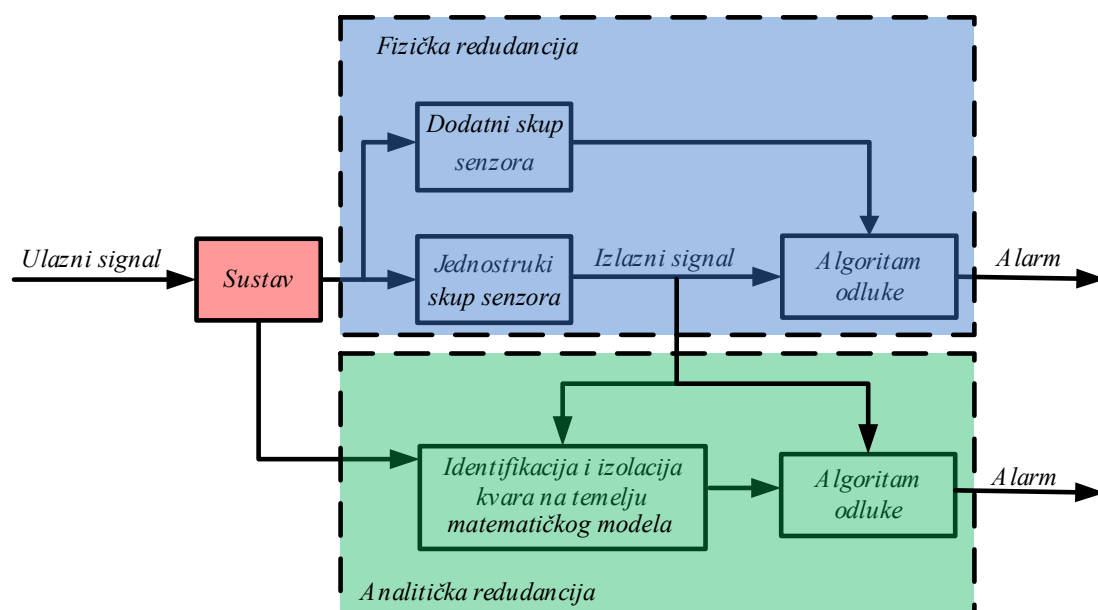 Fizička redudancija
Dodatni skup
senzora
Ulazni signal
Sustav
Jednostruki
skup senzora
Izlazni signal
Algoritam
odluke
Alarm
Identifikacija i izolacija
kvara na temelju
matematičkog modela
Algoritam
odluke
Alarm
Analitička redudancija